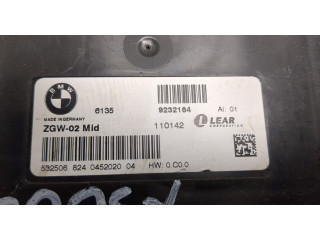 BMW
6135
9232164
AI: 01
MADE IN GERMANY
ZGW-02 Mid
110142
L LEAR
CORPORATION
532506 824 0452020 04
HW: 0.C0.0